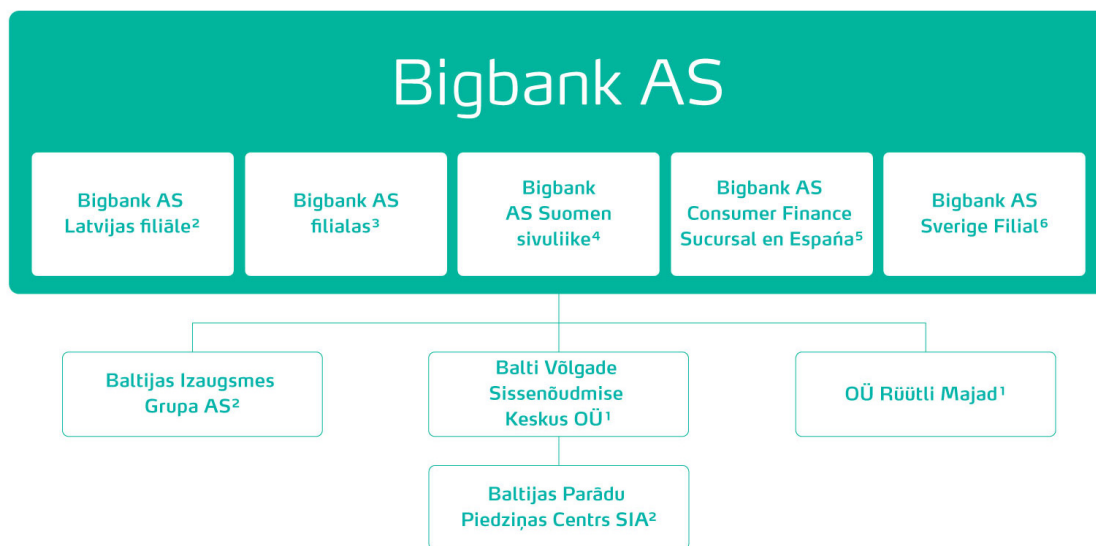 Bigbank AS
Bigbank AS
Latvijas filiāle²
Bigbank AS
filialas³
Bigbank
AS Suomen
sivuliike⁴
Bigbank AS
Consumer Finance
Sucursal en Espańa⁵
Bigbank AS
Sverige Filial⁶
Baltijas Izaugsmes
Grupa AS²
Balti Võlgade
Sissenõudmise
Keskus OÜ¹
OÜ Rüütli Majad¹
Baltijas Parādu
Piedziņas Centrs SIA²